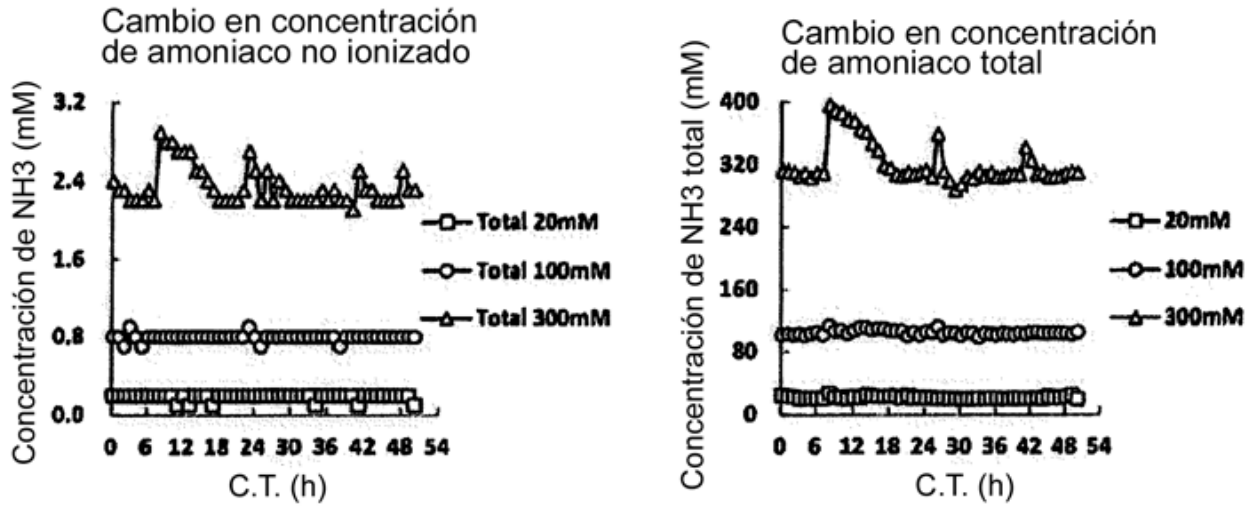 Cambio en concentración
de amoniaco no ionizado
Concentración de NH3 (mM)
3.2
2.4
1.6
0.8
0.0
0 6 12 18 24 30 36 42 48 54
C.T. (h)
Total 20mM
Total 100mM
Total 300mM
Cambio en concentración
de amoniaco total
Concentración de NH3 total (mM)
400
320
240
160
80
0
0 6 12 18 24 30 36 42 48 54
C.T. (h)
20mM
100mM
300mM